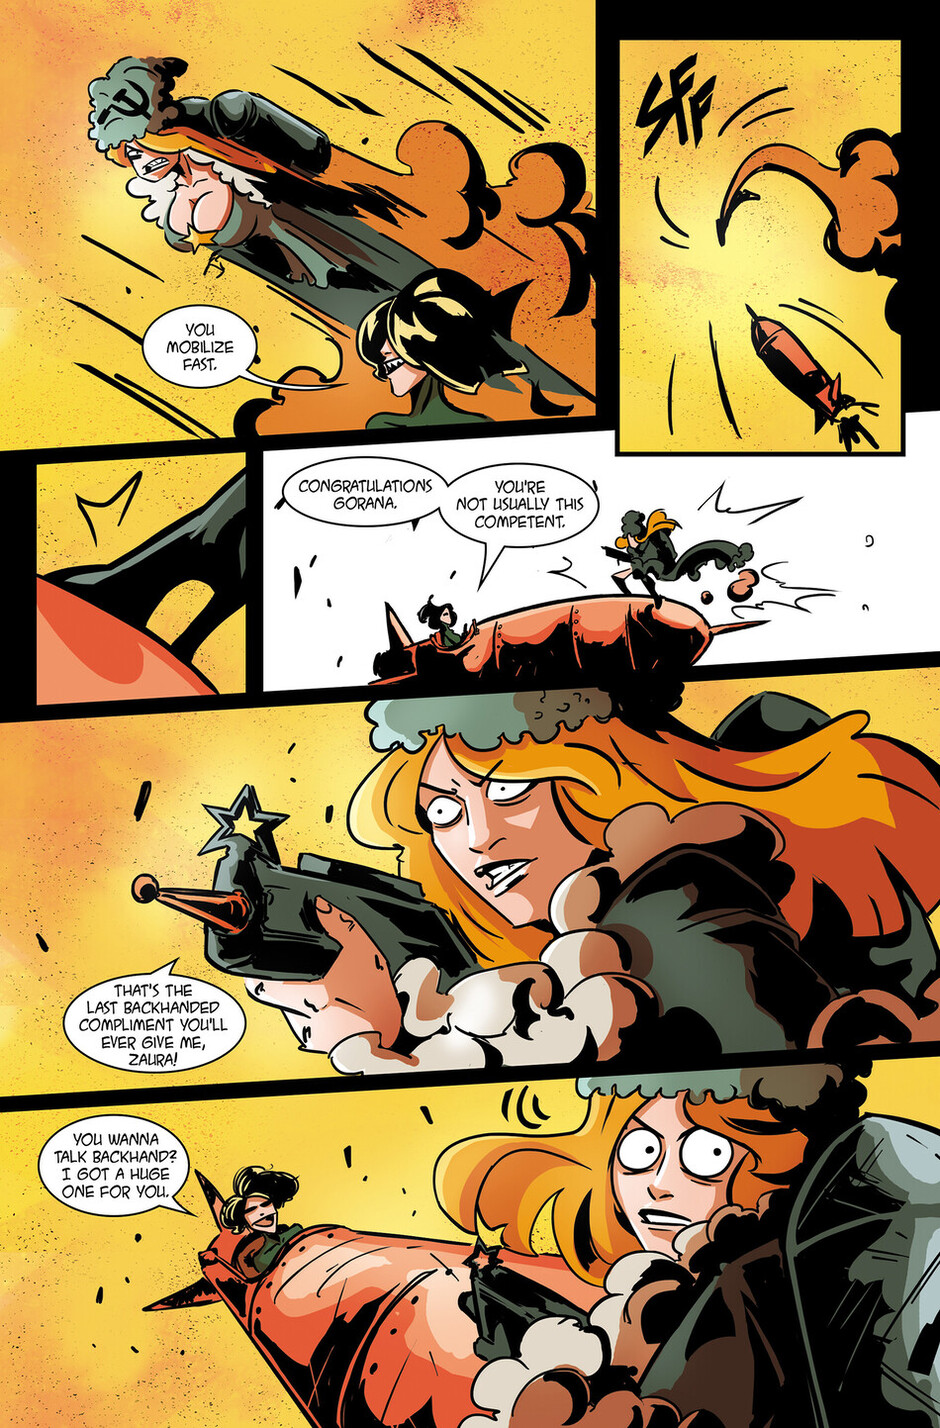 YOU
MOBILIZE
FAST.
SFF
CONGRATULATIONS
GORANA.
YOU'RE
NOT USUALLY THIS
COMPETENT.
THAT'S THE
LAST BACKHANDED
COMPLIMENT YOU'LL
EVER GIVE ME,
ZAURA!
YOU WANNA
TALK BACKHAND?
I GOT A HUGE
ONE FOR YOU.